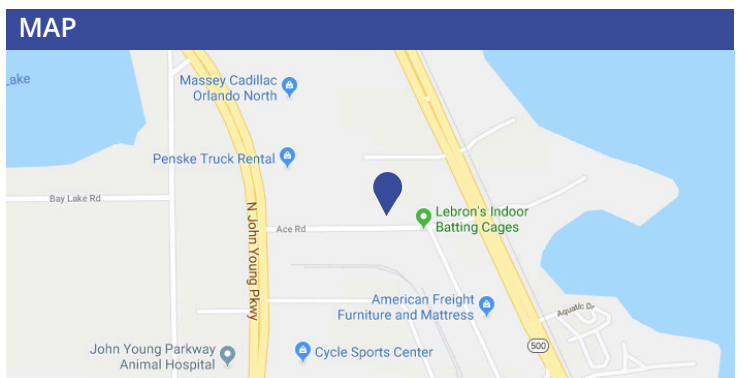 MAP
Lake
Massey Cadillac
Orlando North
Penske Truck Rental
Bay Lake Rd
N John Young Pkwy
Ace Rd
Lebron's Indoor
Batting Cages
American Freight
Furniture and Mattress
Aquatic Dr
500
John Young Parkway
Animal Hospital
Cycle Sports Center